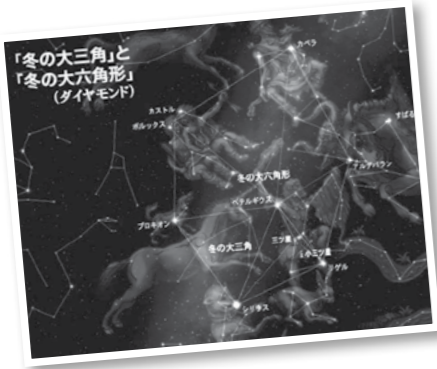 「冬の大三角」と
「冬の大六角形」
(ダイヤモンド)
カペラ
カストル
ポルックス
すばる
アルデバラン
冬の大六角形
ベテルギウス
プロキオン
三ツ星
冬の大三角
小三ツ星
リゲル
シリウス